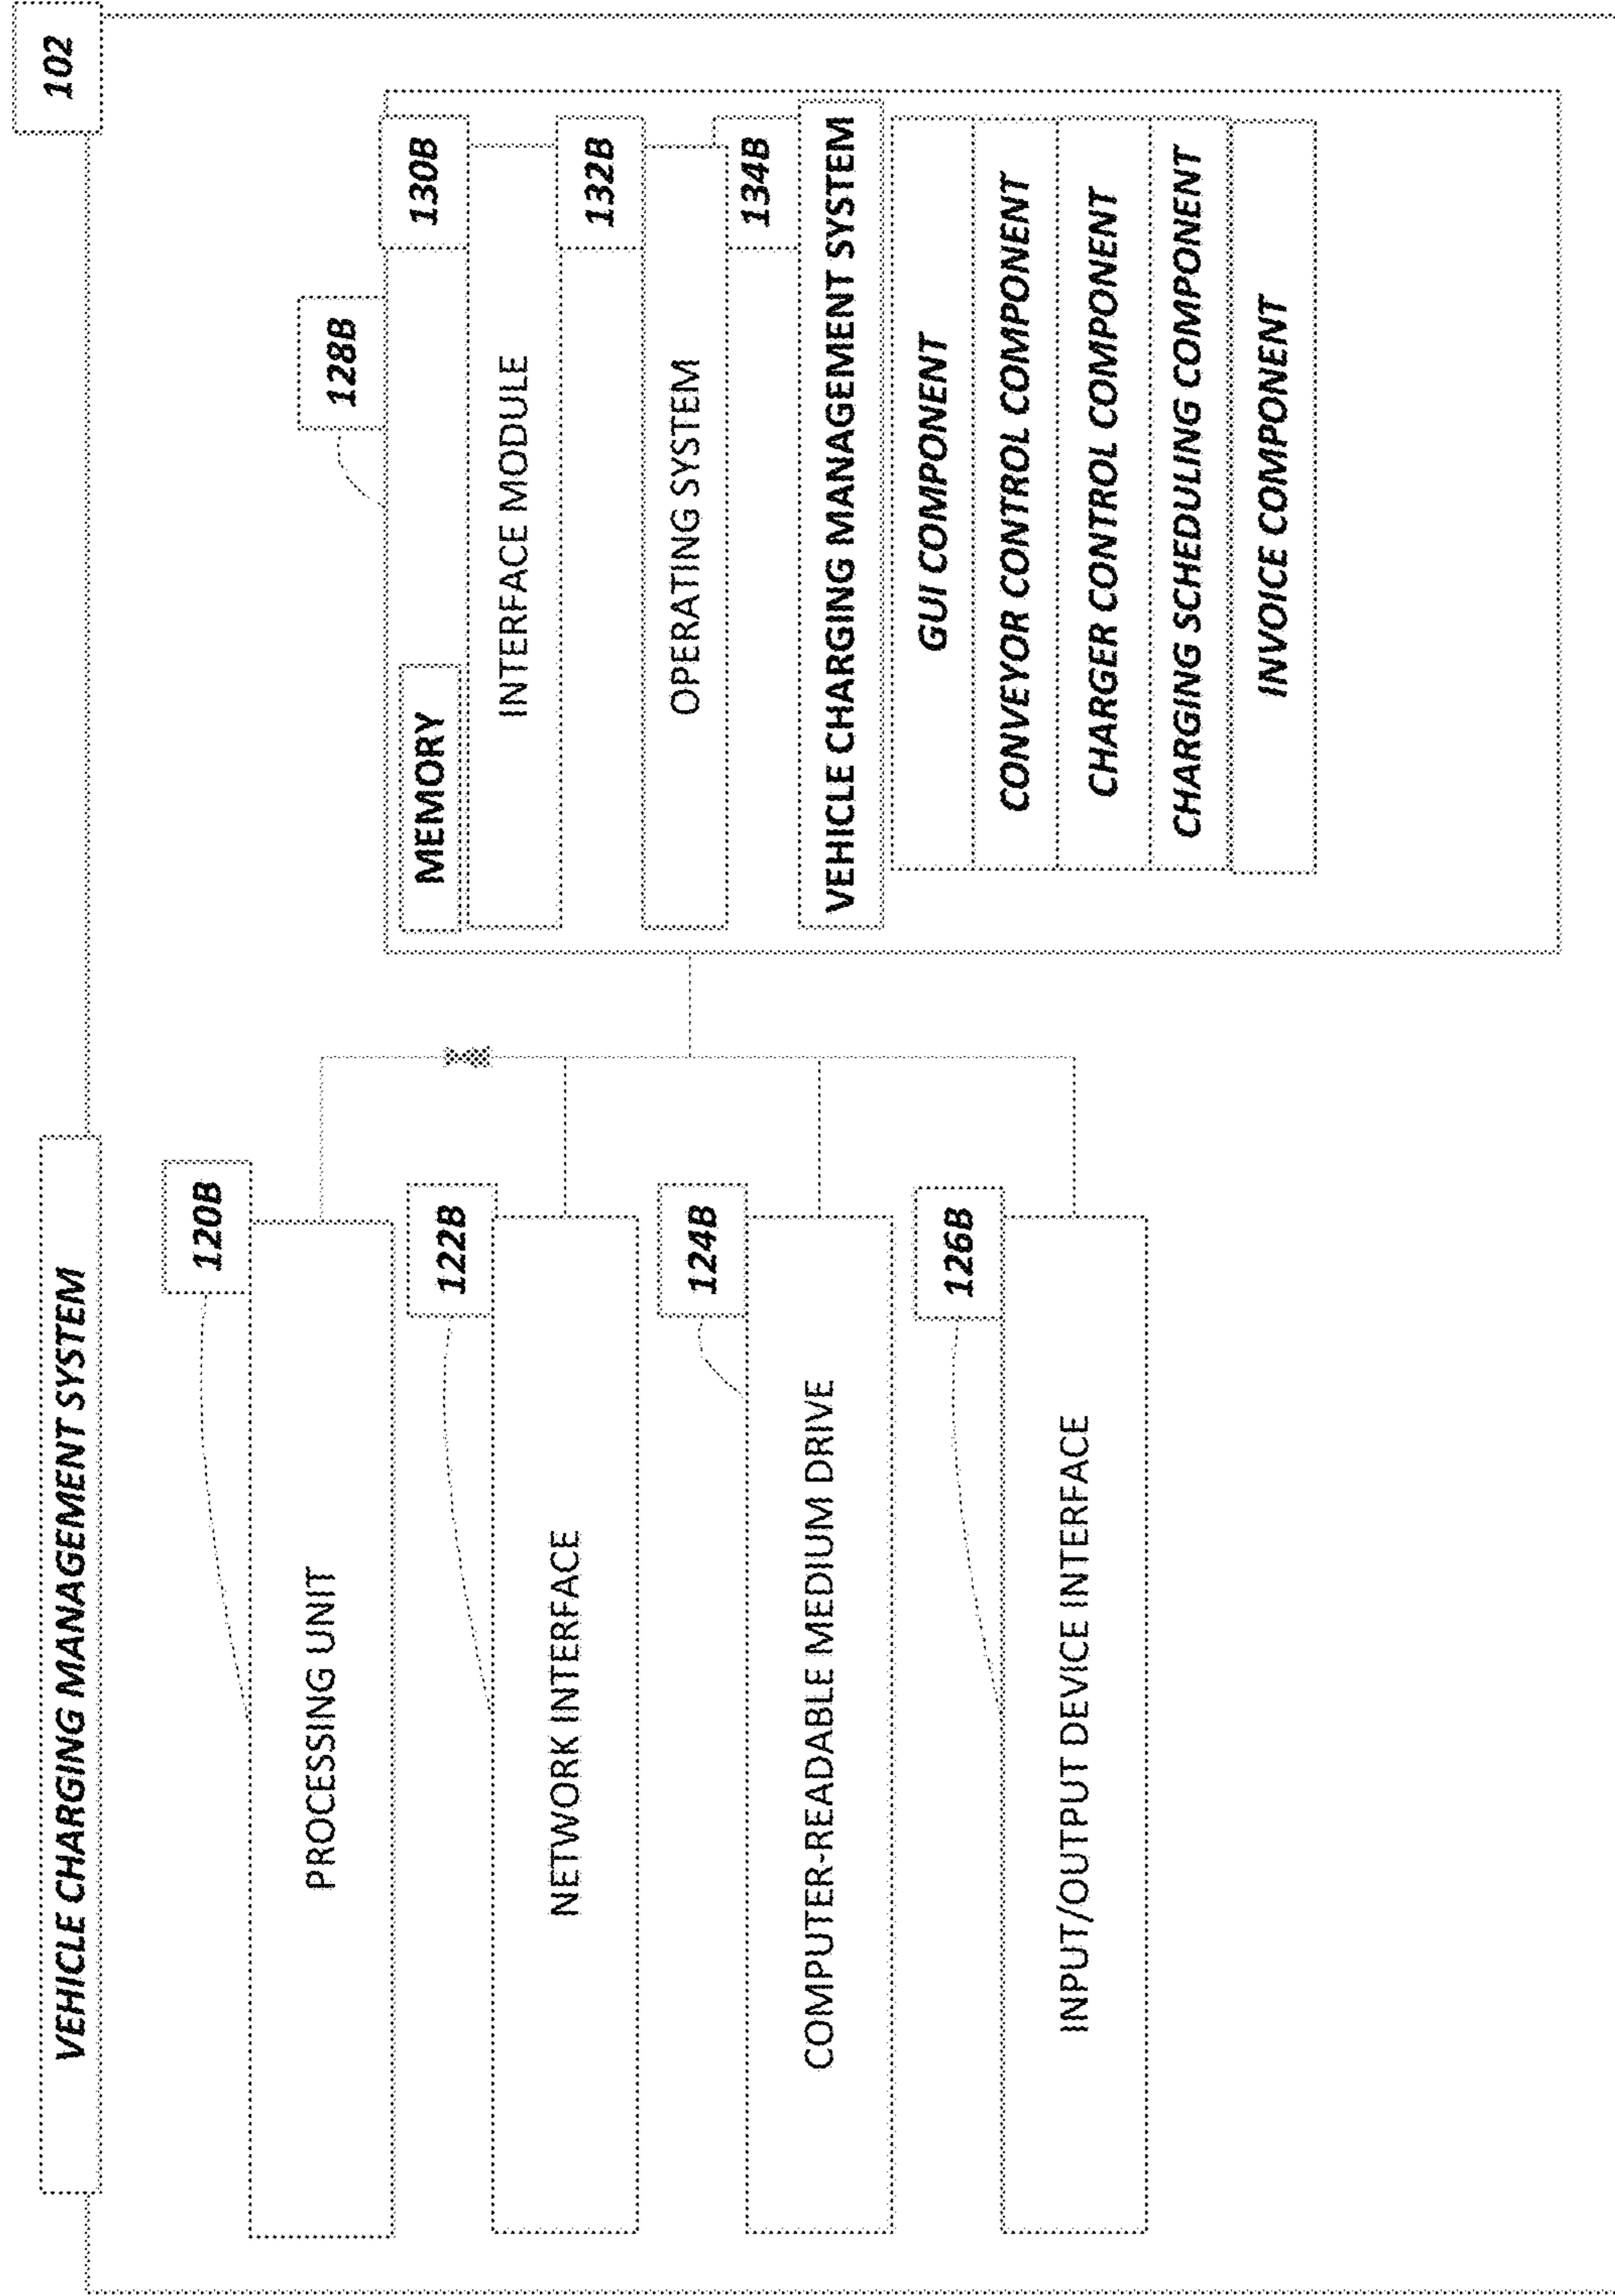 VEHICLE CHARGING MANAGEMENT SYSTEM
102
120B
PROCESSING UNIT
122B
NETWORK INTERFACE
124B
COMPUTER-READABLE MEDIUM DRIVE
126B
INPUT/OUTPUT DEVICE INTERFACE
128B
MEMORY
130B
INTERFACE MODULE
132B
OPERATING SYSTEM
134B
VEHICLE CHARGING MANAGEMENT SYSTEM
GUI COMPONENT
CONVEYOR CONTROL COMPONENT
CHARGER CONTROL COMPONENT
CHARGING SCHEDULING COMPONENT
INVOICE COMPONENT